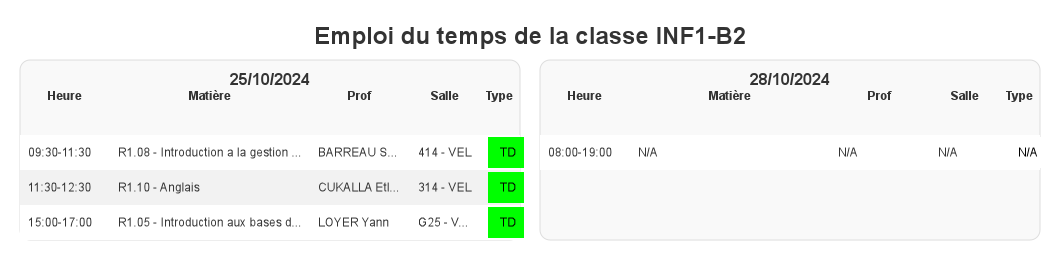 Emploi du temps de la classe INF1-B2
25/10/2024
Heure Matière Prof Salle Type
09:30-11:30 R1.08 - Introduction a la gestion ... BARREAU S... 414 - VEL TD
11:30-12:30 R1.10 - Anglais CUKALLA Etl... 314 - VEL TD
15:00-17:00 R1.05 - Introduction aux bases d... LOYER Yann G25 - V... TD
28/10/2024
Heure Matière Prof Salle Type
08:00-19:00 N/A N/A N/A N/A